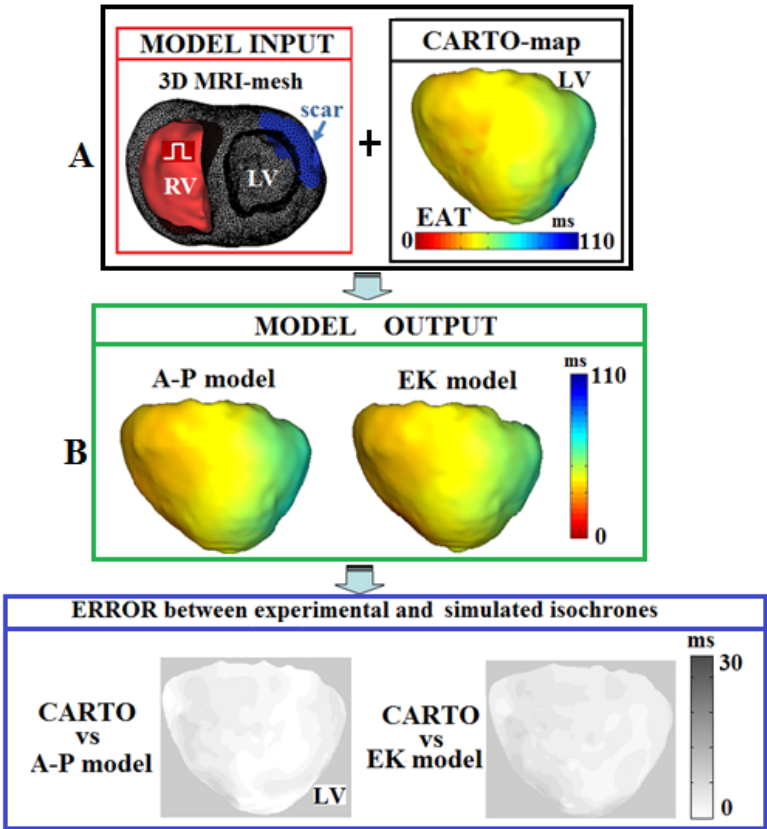 MODEL INPUT
3D MRI-mesh
scar
RV
LV
A
+
CARTO-map
LV
EAT
ms
0
110
MODEL OUTPUT
A-P model
EK model
ms
110
0
B
ERROR between experimental and simulated isochrones
CARTO
vs
A-P model
LV
CARTO
vs
EK model
ms
30
0